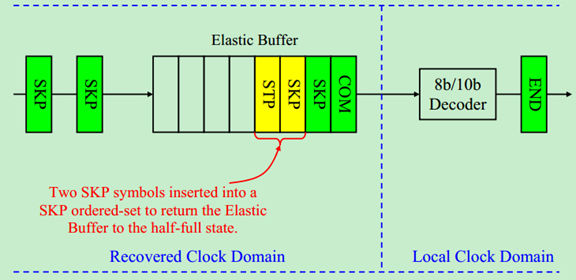 Elastic Buffer
SKP
SKP
STP
SKP
SKP
COM
8b/10b
Decoder
END
Two SKP symbols inserted into a
SKP ordered-set to return the Elastic
Buffer to the half-full state.
Recovered Clock Domain
Local Clock Domain